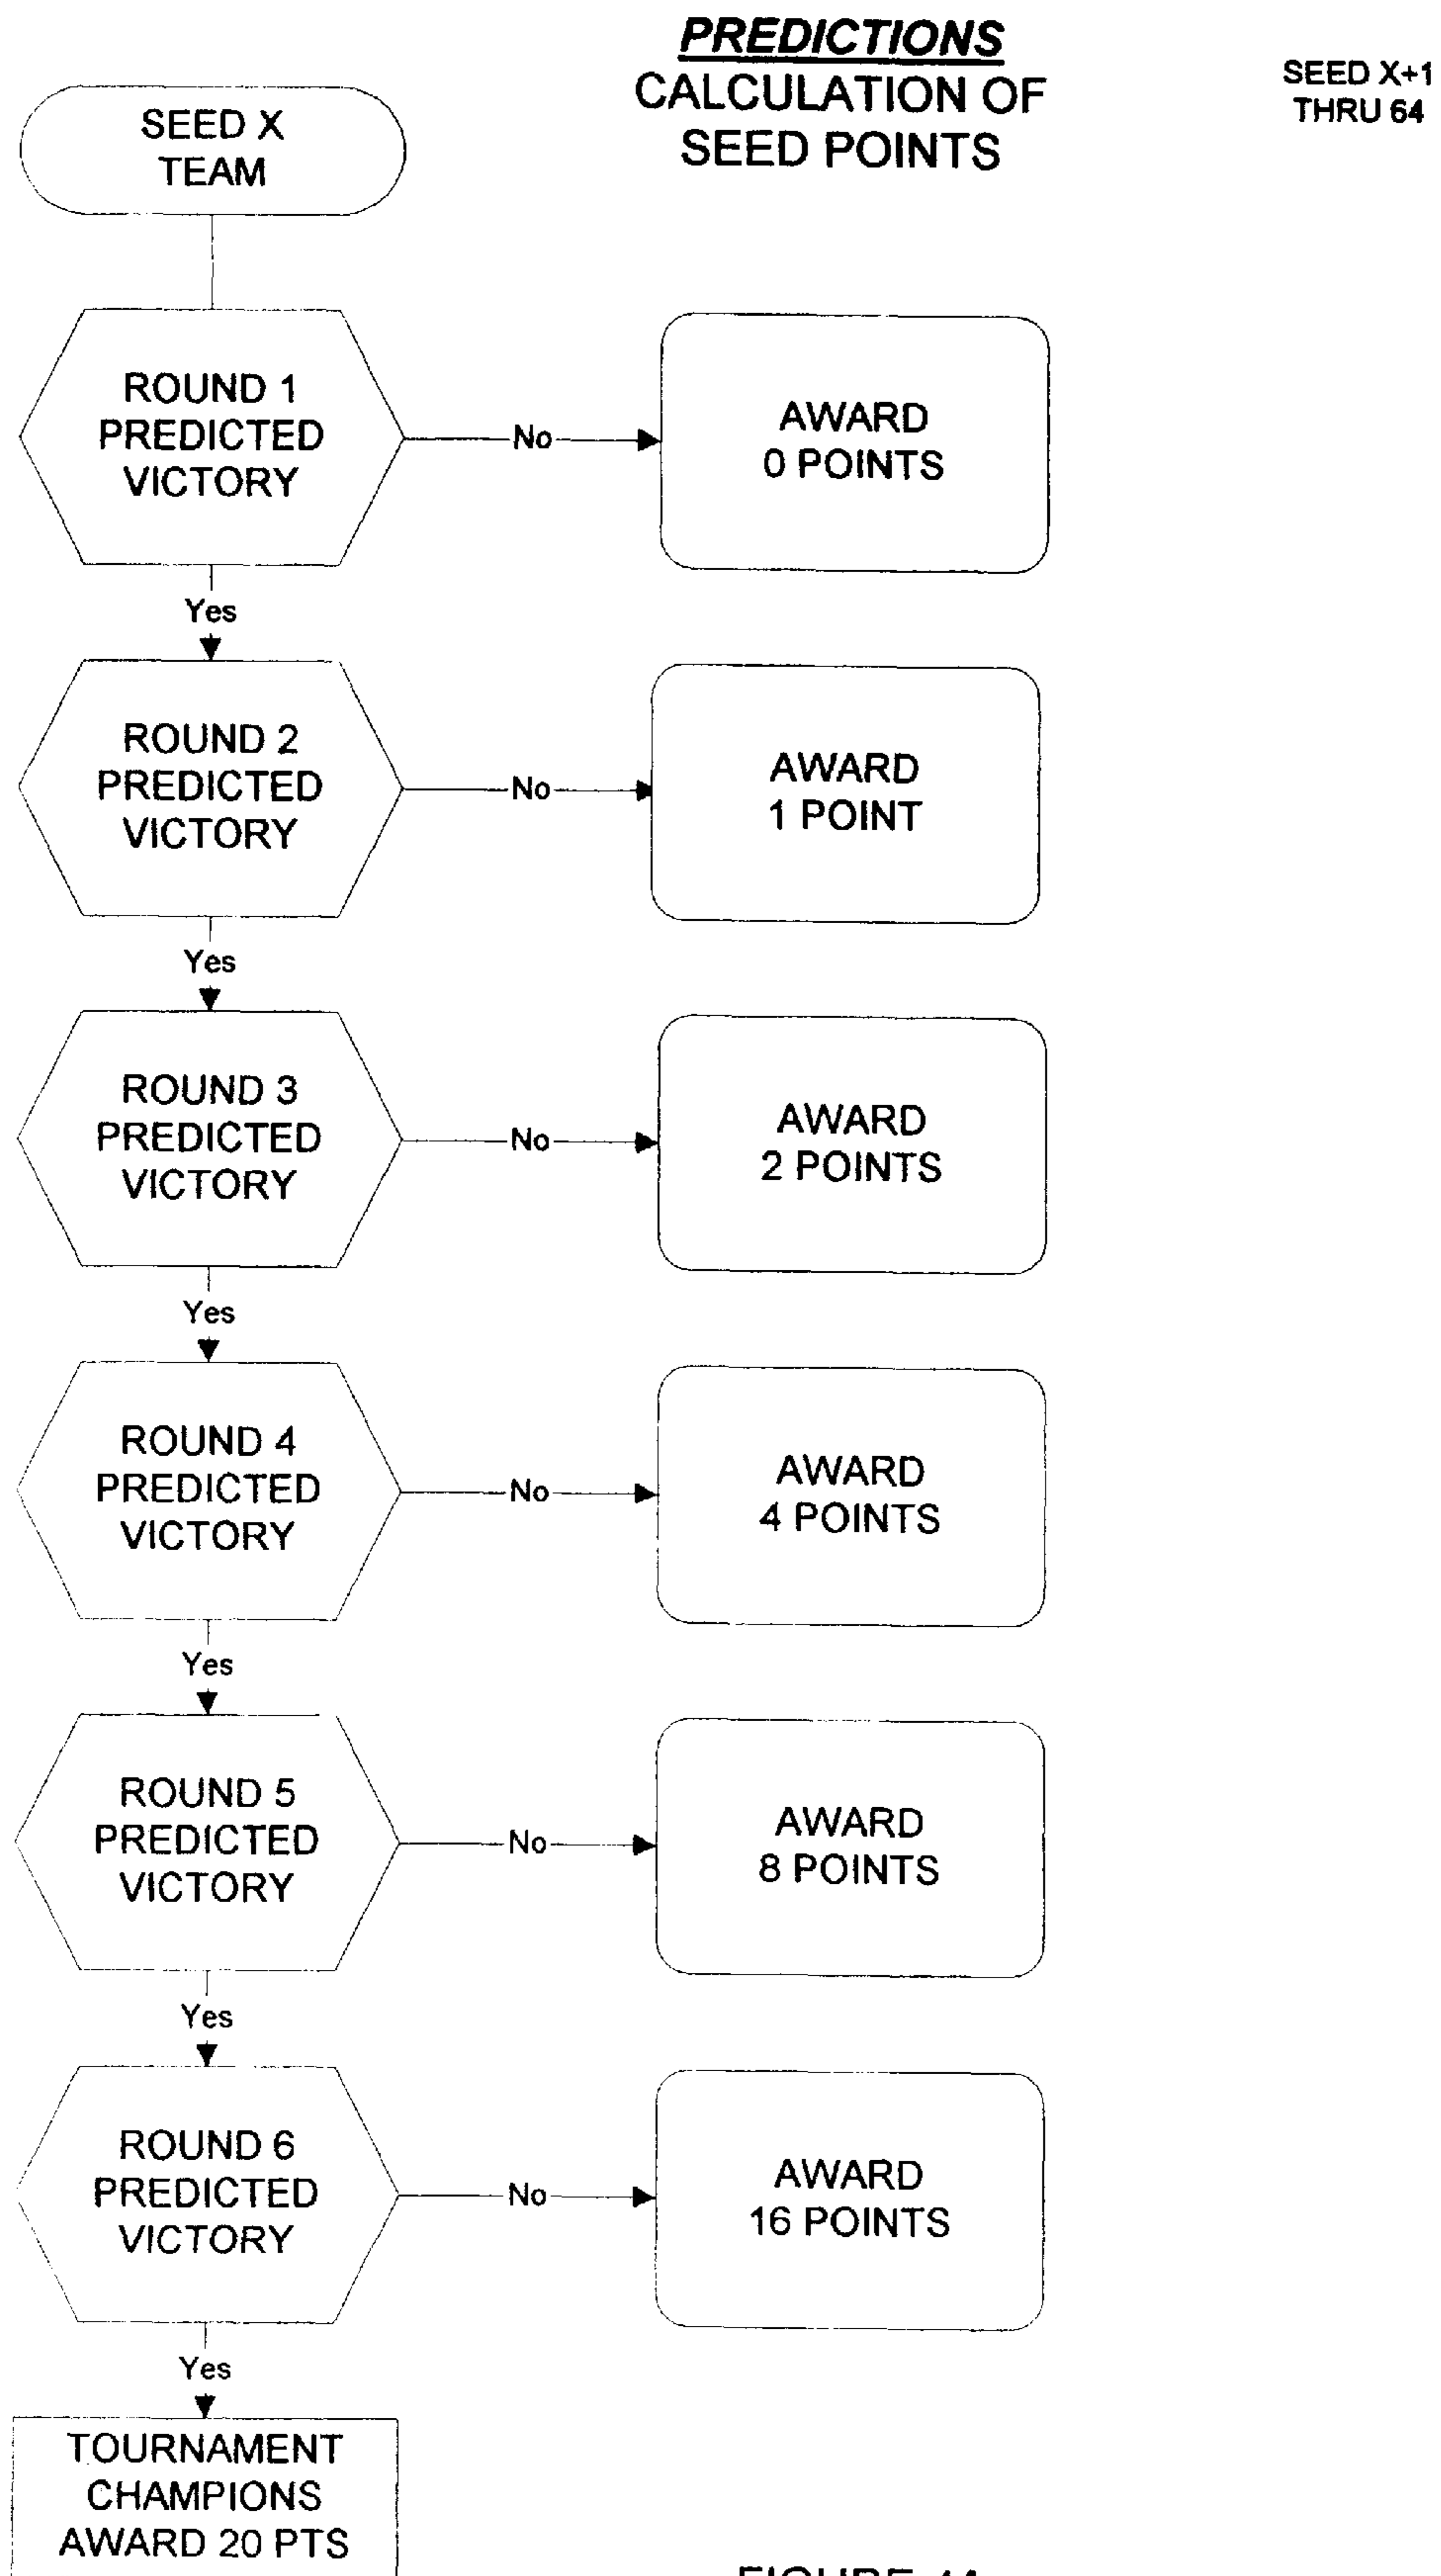 PREDICTIONS
CALCULATION OF
SEED POINTS
SEED X+1
THRU 64
SEED X
TEAM
ROUND 1
PREDICTED
VICTORY
No
AWARD
0 POINTS
Yes
ROUND 2
PREDICTED
VICTORY
No
AWARD
1 POINT
Yes
ROUND 3
PREDICTED
VICTORY
No
AWARD
2 POINTS
Yes
ROUND 4
PREDICTED
VICTORY
No
AWARD
4 POINTS
Yes
ROUND 5
PREDICTED
VICTORY
No
AWARD
8 POINTS
Yes
ROUND 6
PREDICTED
VICTORY
No
AWARD
16 POINTS
Yes
TOURNAMENT
CHAMPIONS
AWARD 20 PTS
FIGURE